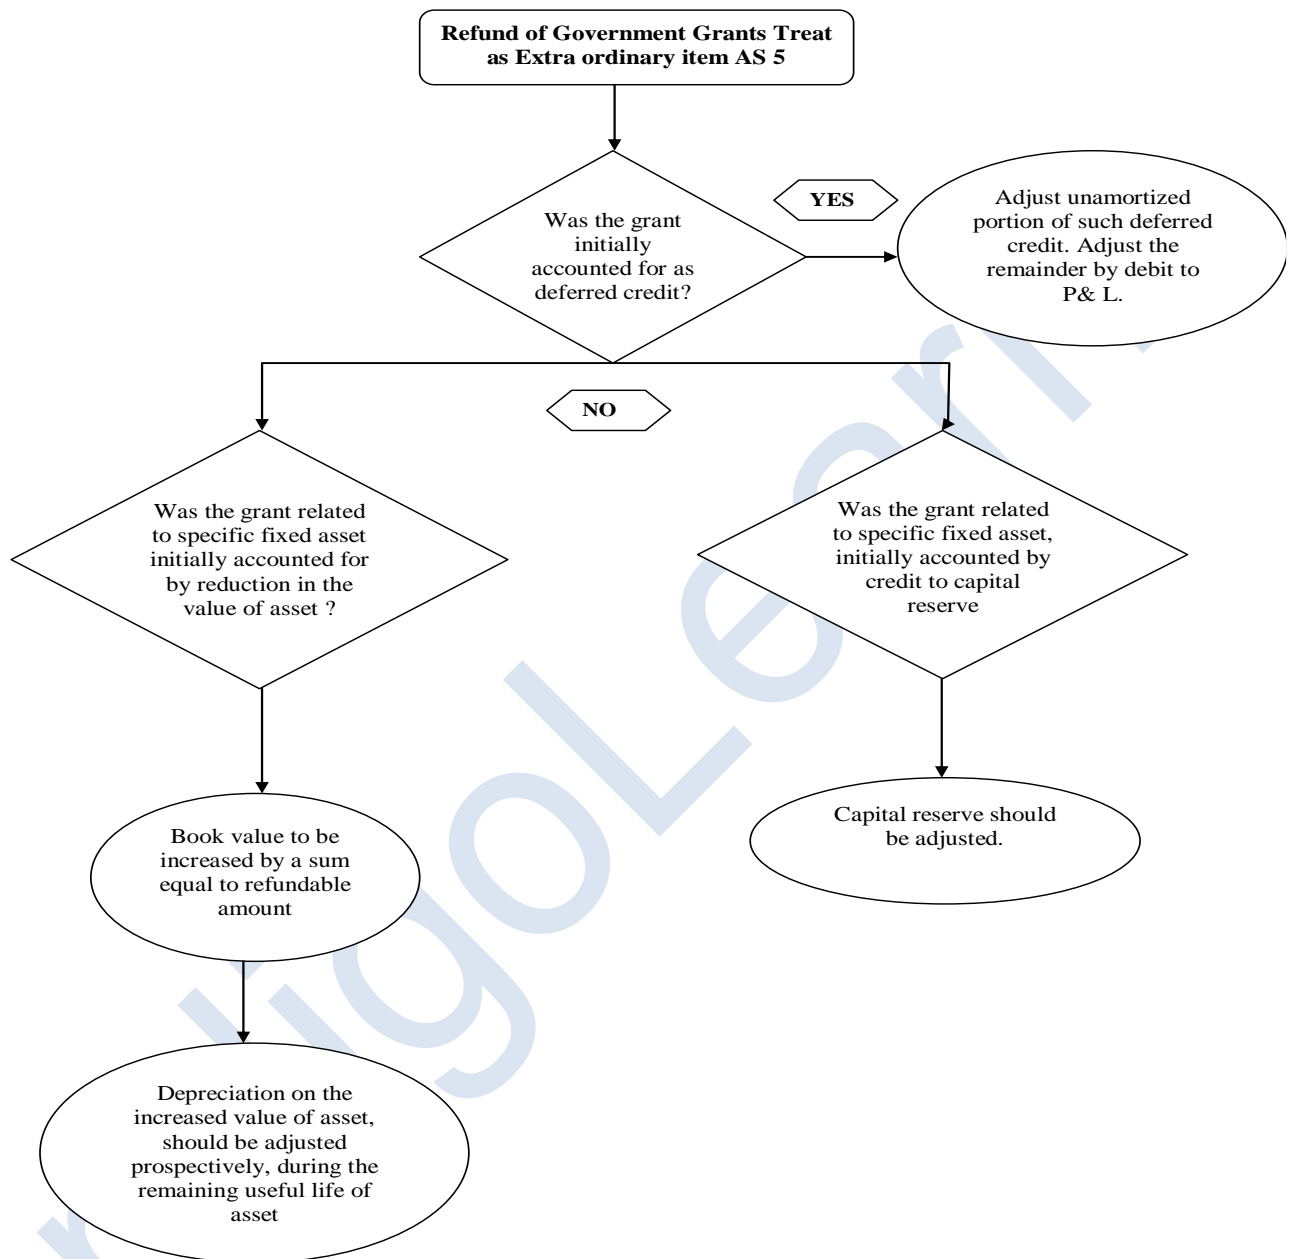 Refund of Government Grants Treat
as Extra ordinary item AS 5
Was the grant
initially
accounted for as
deferred credit?
YES
Adjust unamortized
portion of such deferred
credit. Adjust the
remainder by debit to
P& L.
NO
Was the grant related
to specific fixed asset
initially accounted for
by reduction in the
value of asset ?
Was the grant related
to specific fixed asset,
initially accounted by
credit to capital
reserve
Book value to be
increased by a sum
equal to refundable
amount
Capital reserve should
be adjusted.
Depreciation on the
increased value of asset,
should be adjusted
prospectively, during the
remaining useful life of
asset